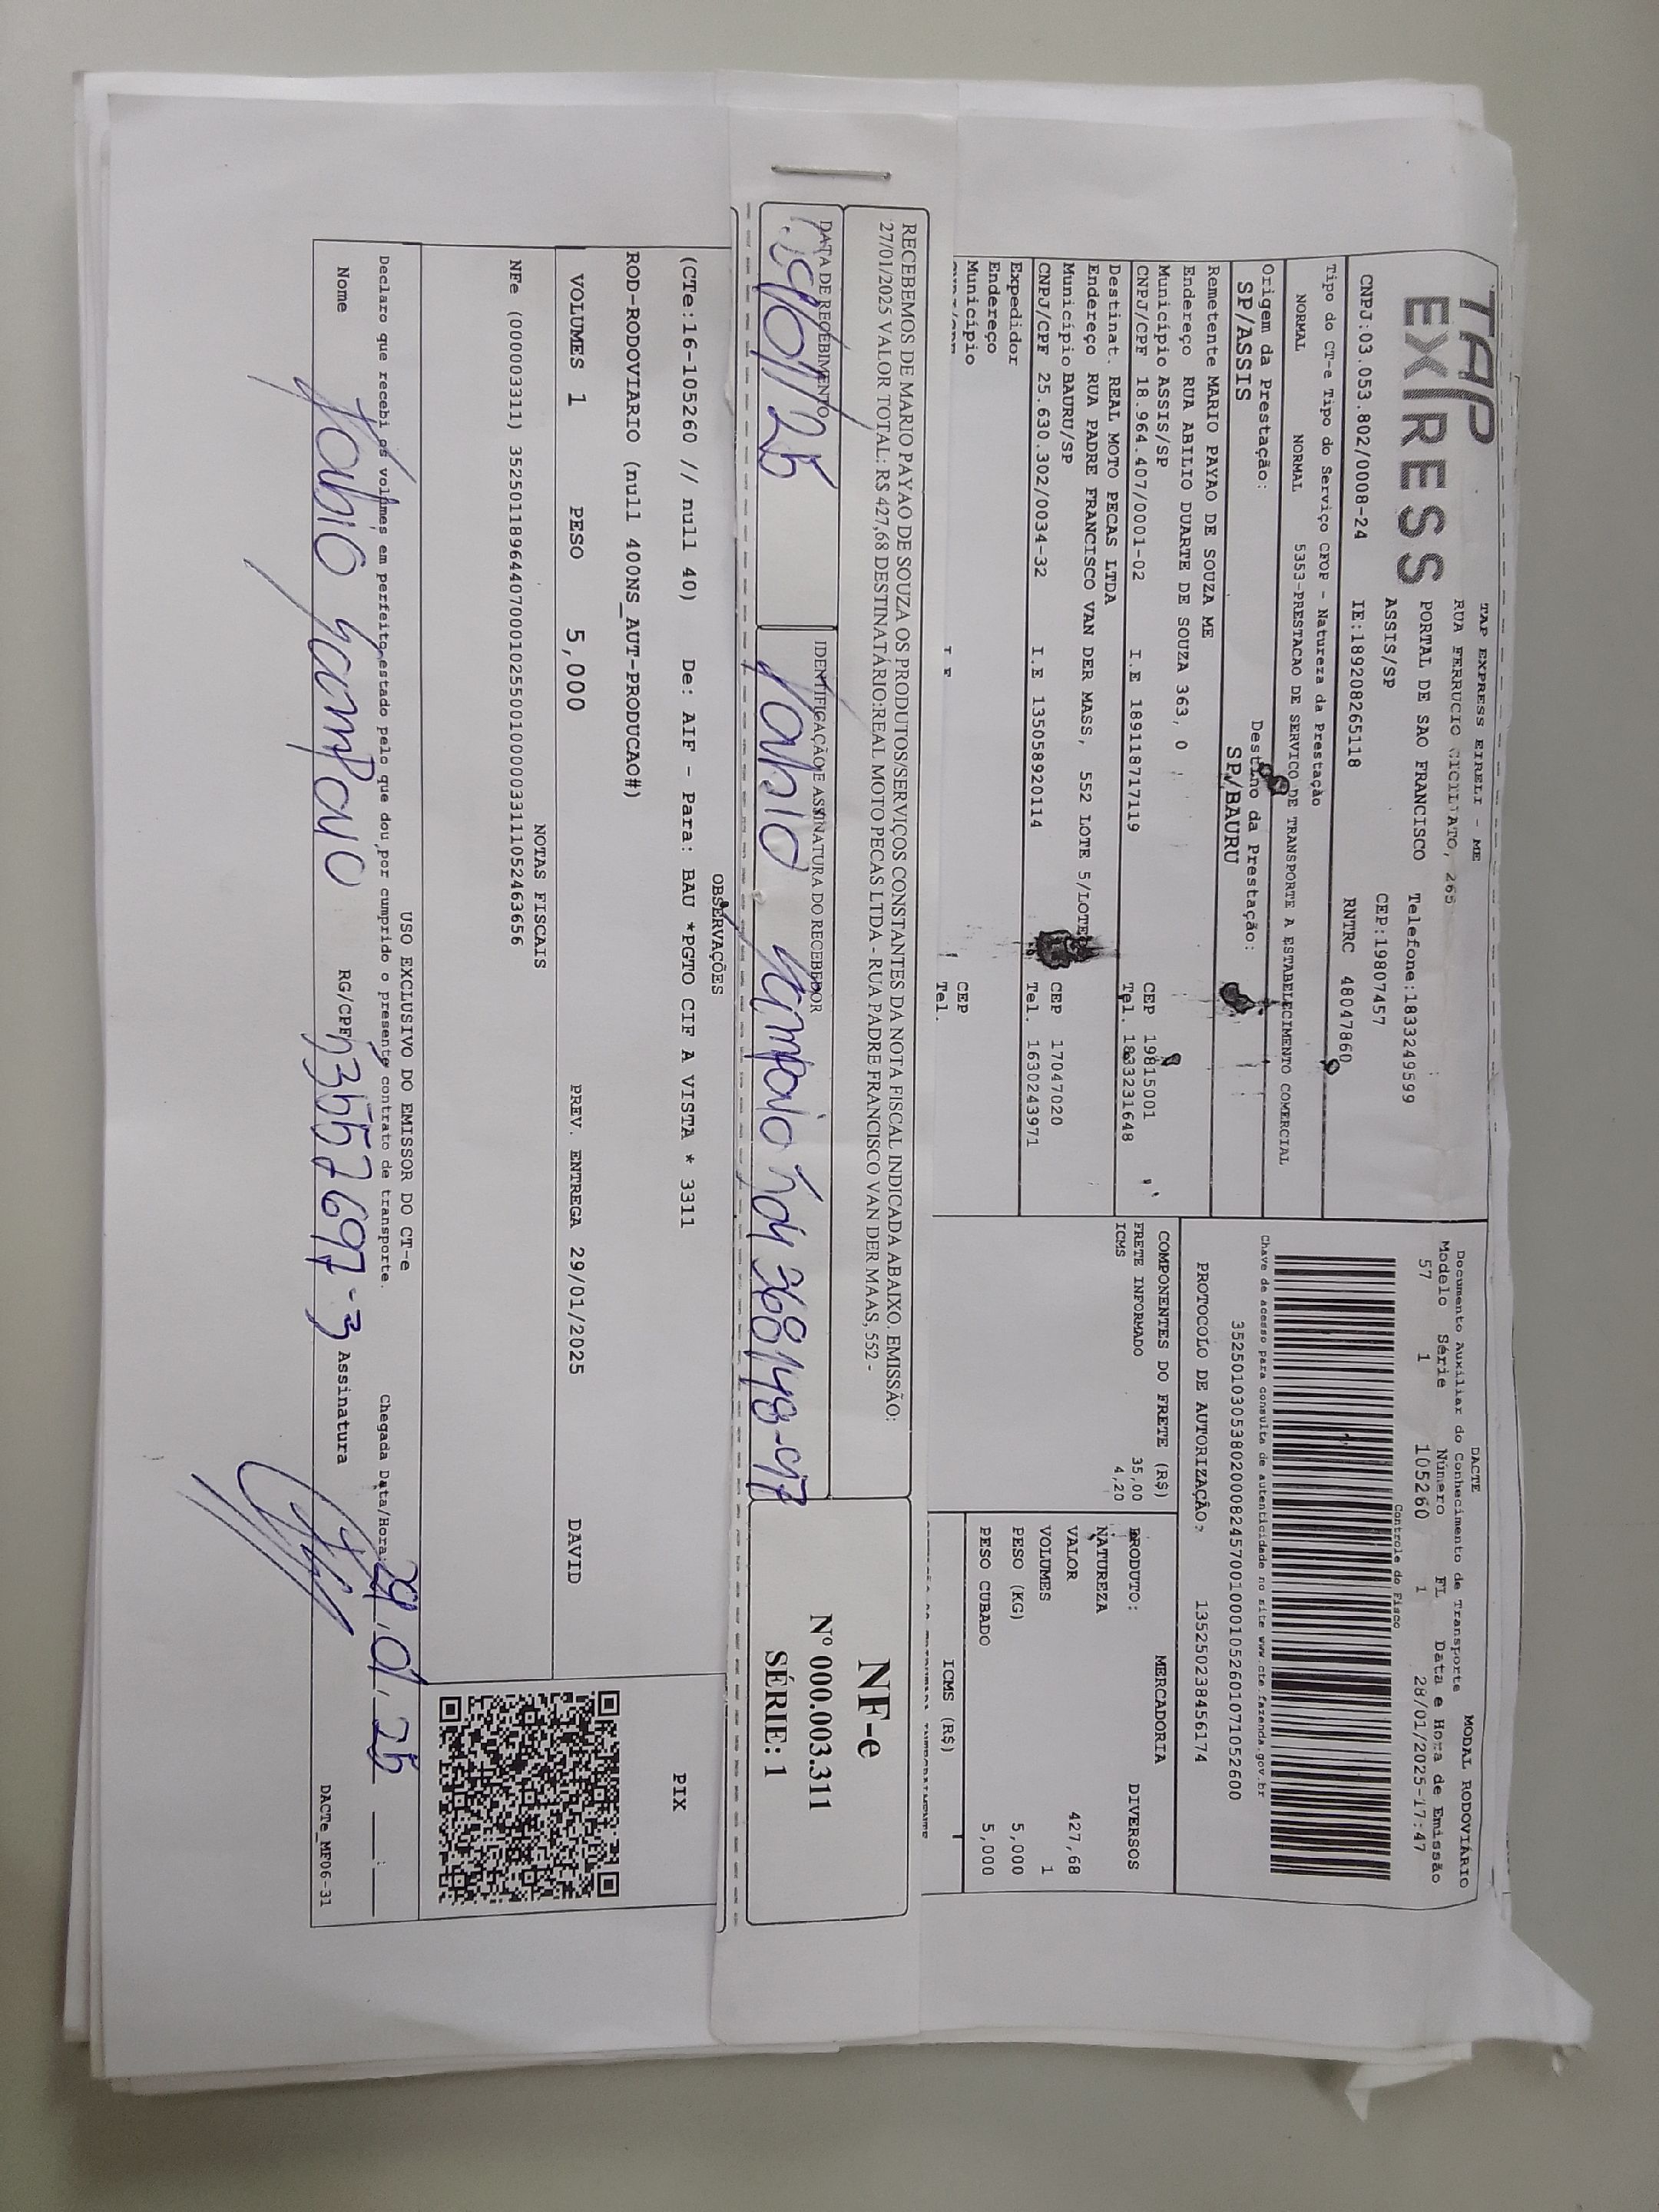 TAP
EXPRESS
TAP EXPRESS EIRELI - ME
RUA FERRUCIO CICILIATO, 265
PORTAL DE SAO FRANCISCO Telefone:1833249599
ASSIS/SP CEP:19807457
CNPJ:03.053.802/0008-24 IE:189208265118 RNTRC 48047860
Tipo do CT-e Tipo do Serviço CFOP - Natureza da Prestação
NORMAL NORMAL 5353-PRESTACAO DE SERVICO DE TRANSPORTE A ESTABELECIMENTO COMERCIAL
Origem da Prestação: Destino da Prestação:
SP/ASSIS SP/BAURU
Remetente MARIO PAYAO DE SOUZA ME
Endereço RUA ABILIO DUARTE DE SOUZA 363, 0
Município ASSIS/SP CEP 19815001
CNPJ/CPF 18.964.407/0001-02 I.E 189118717119 Tel. 1833231648
Destinat. REAL MOTO PECAS LTDA
Endereço RUA PADRE FRANCISCO VAN DER MASS, 552 LOTE 5/LOTE
Município BAURU/SP CEP 17047020
CNPJ/CPF 25.630.302/0034-32 I.E 135058920114 Tel. 1630243971
Expedidor
Endereço
Município CEP
Tel.
DACTE MODAL RODOVIÁRIO
Documento Auxiliar do Conhecimento de Transporte
Modelo Série Número FL Data e Hora de Emissão
57 1 105260 1 28/01/2025-17:47
Controle do Fisco
Chave de acesso para consulta de autenticidade no site www.cte.fazenda.gov.br
35250103053802000824570010001052601071052600
PROTOCOLO DE AUTORIZAÇÃO: 135250238456174
COMPONENTES DO FRETE (R$)
FRETE INFORMADO 35,00
ICMS 4,20
MERCADORIA
PRODUTO: DIVERSOS
NATUREZA
VALOR 427,68
VOLUMES 1
PESO (KG) 5,000
PESO CUBADO 5,000
ICMS (R$)
RECEBEMOS DE MARIO PAYAO DE SOUZA OS PRODUTOS/SERVIÇOS CONSTANTES DA NOTA FISCAL INDICADA ABAIXO. EMISSÃO:
27/01/2025 VALOR TOTAL: R$ 427,68 DESTINATÁRIO:REAL MOTO PECAS LTDA - RUA PADRE FRANCISCO VAN DER MAAS, 552 -
DATA DE RECEBIMENTO IDENTIFICAÇÃO E ASSINATURA DO RECEBEDOR
29/01/25
NF-e
Nº 000.003.311
SÉRIE: 1
OBSERVAÇÕES
(CTe:16-105260 // null 40) De: AIF - Para: BAU *PGTO CIF A VISTA * 3311
ROD-RODOVIARIO (null 400NS_AUT-PRODUCAO#)
PIX
VOLUMES 1 PESO 5,000 PREV. ENTREGA 29/01/2025 DAVID
NOTAS FISCAIS
NFe (000003311) 35250118964407000102550010000033111052463656
USO EXCLUSIVO DO EMISSOR DO CT-e
Declaro que recebi os volumes em perfeito estado pelo que dou por cumprido o presente contrato de transporte. Chegada Data/Hora: 29.01.25
Nome RG/CPF Assinatura
DACTe_MF06-31